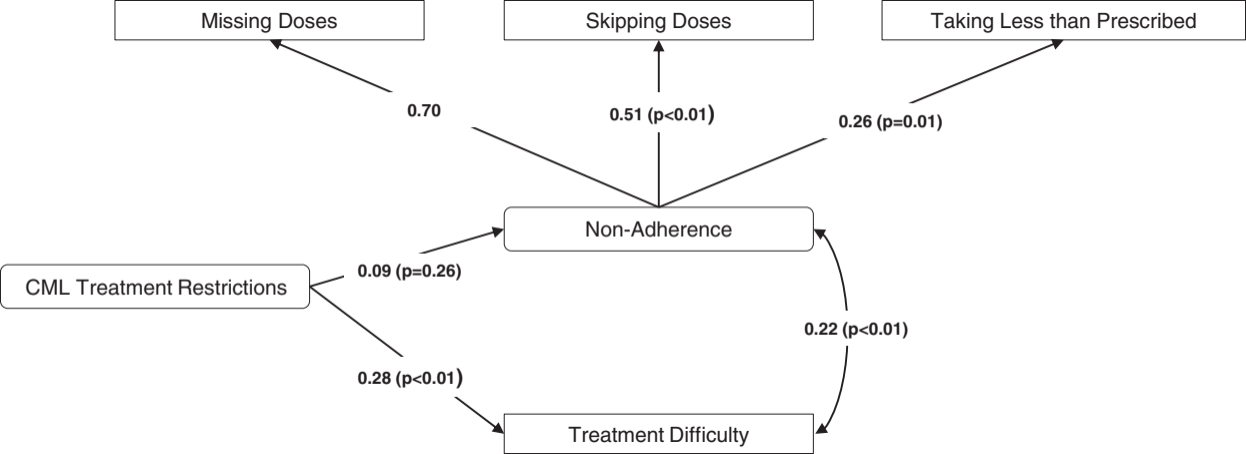 Missing Doses
Skipping Doses
Taking Less than Prescribed
0.70
0.51 (p<0.01)
0.26 (p=0.01)
Non-Adherence
0.09 (p=0.26)
CML Treatment Restrictions
0.22 (p<0.01)
0.28 (p<0.01)
Treatment Difficulty